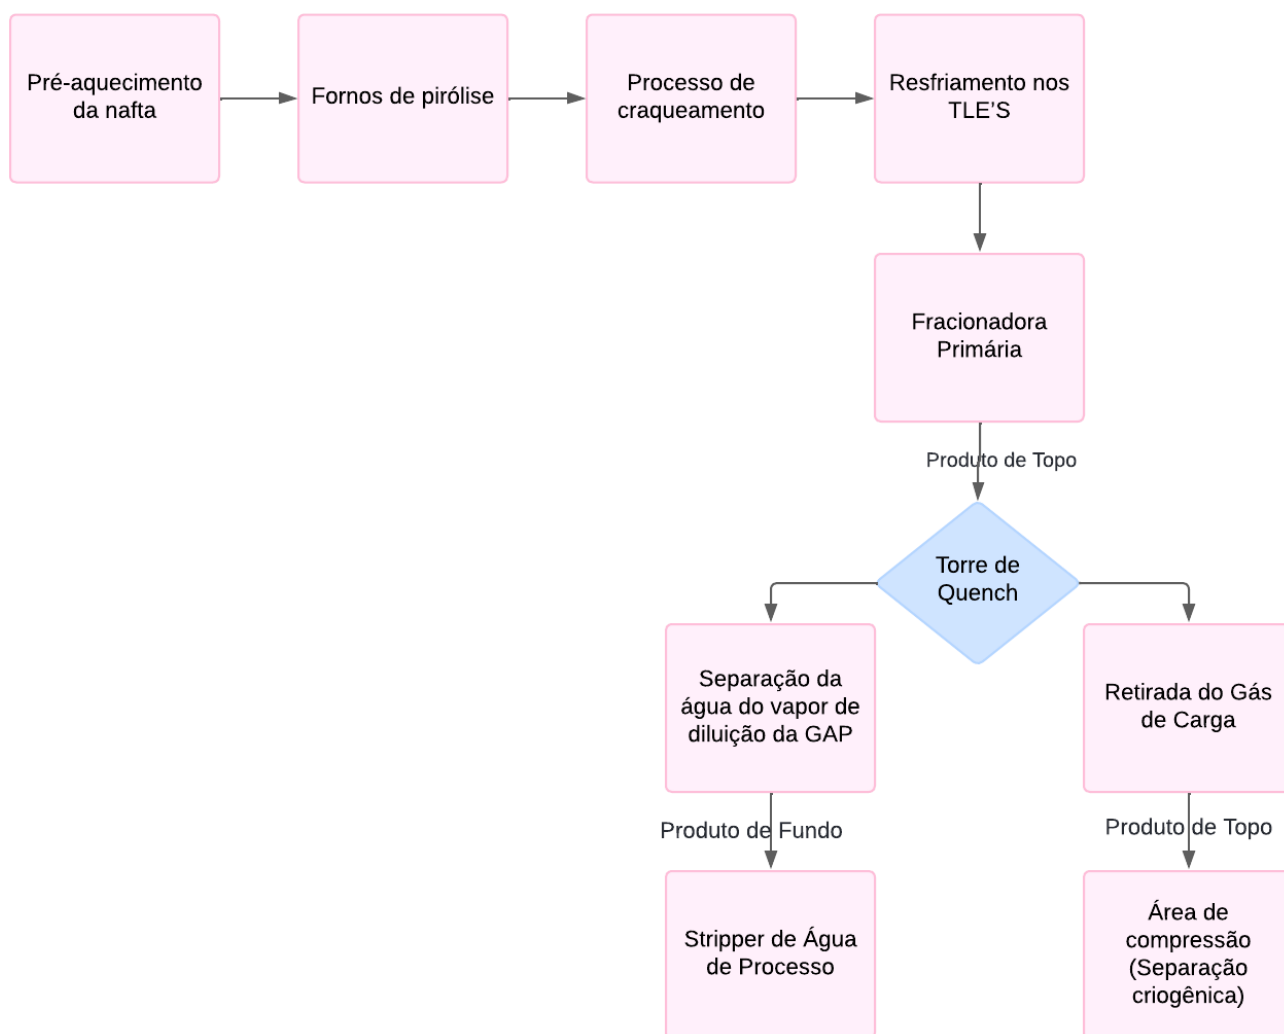 Pré-aquecimento
da nafta
Fornos de pirólise
Processo de
craqueamento
Resfriamento nos
TLE'S
Fracionadora
Primária
Produto de Topo
Torre de
Quench
Separação da
água do vapor de
diluição da GAP
Retirada do Gás
de Carga
Produto de Fundo
Produto de Topo
Stripper de Água
de Processo
Área de
compressão
(Separação
criogênica)